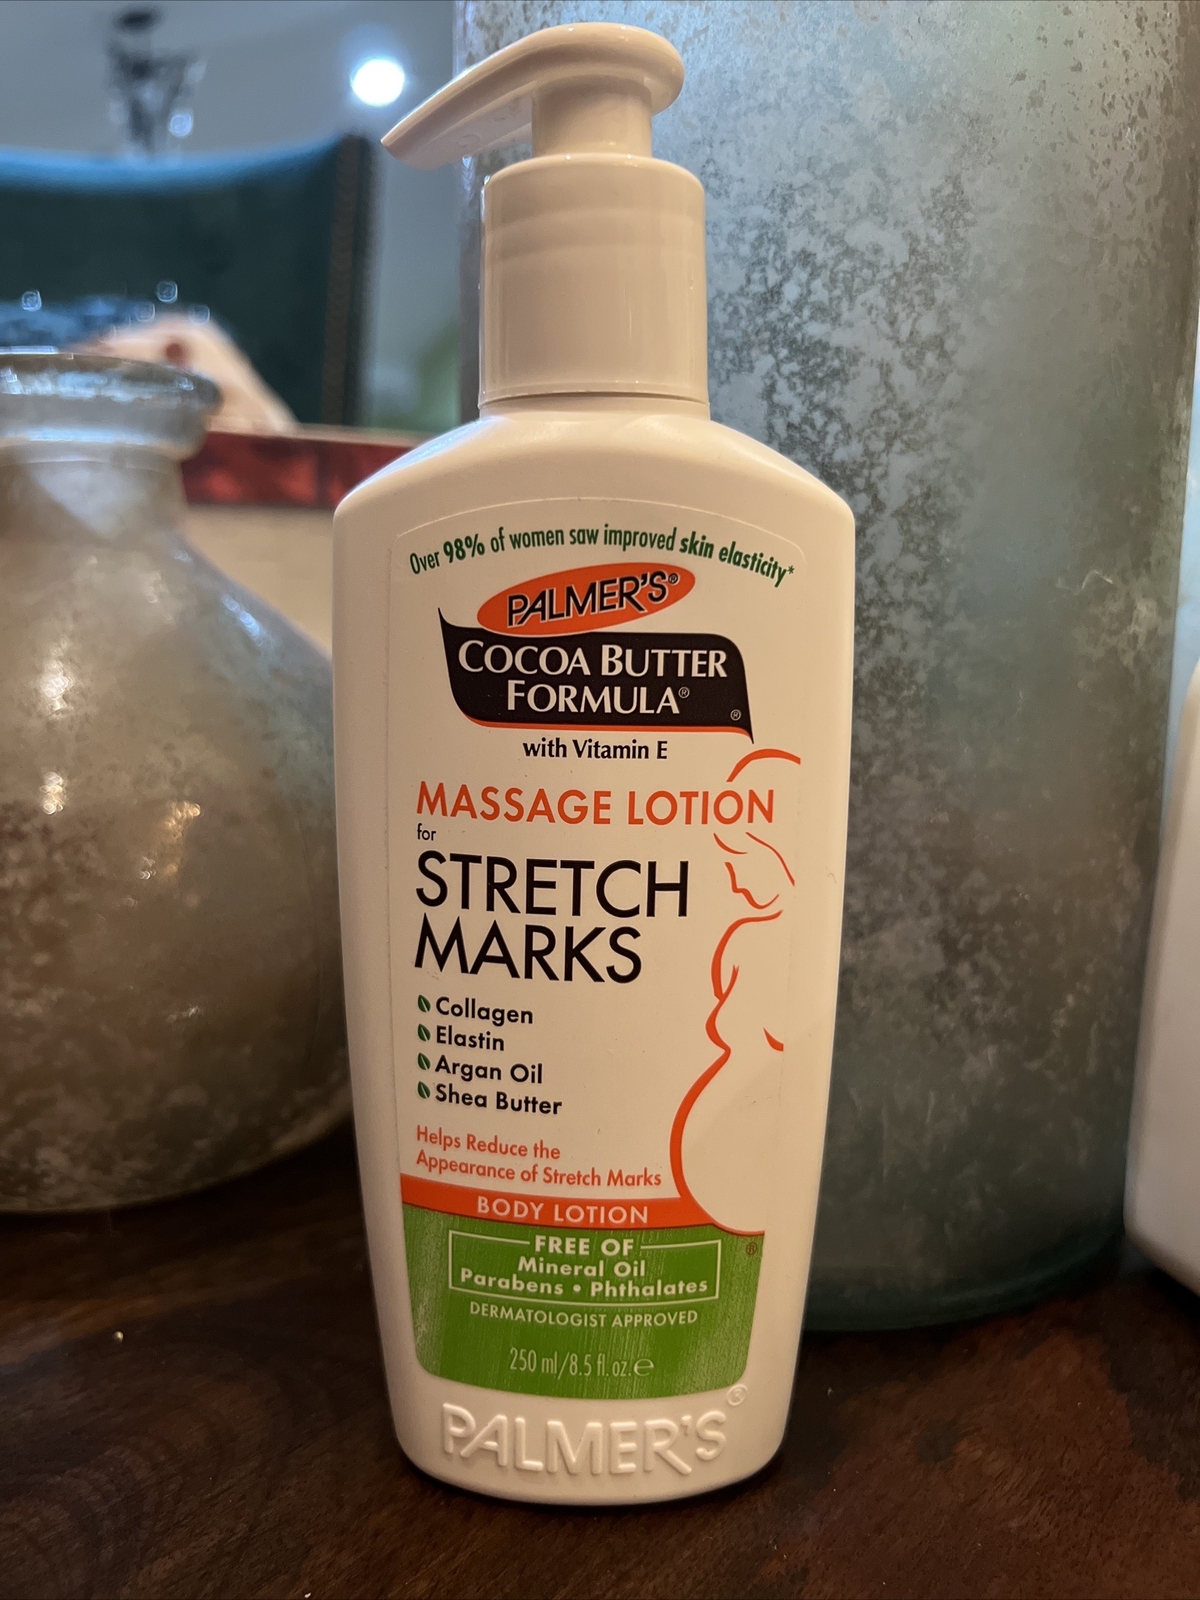 Over 98% of women saw improved skin elasticity*
PALMER'S®
COCOA BUTTER
FORMULA®
®
with Vitamin E
MASSAGE LOTION
for
STRETCH
MARKS
Collagen
Elastin
Argan Oil
Shea Butter
Helps Reduce the
Appearance of Stretch Marks
BODY LOTION
®
FREE OF
Mineral Oil
Parabens • Phthalates
DERMATOLOGIST APPROVED
250 ml/8.5 fl. oz. ℮
PALMER'S®